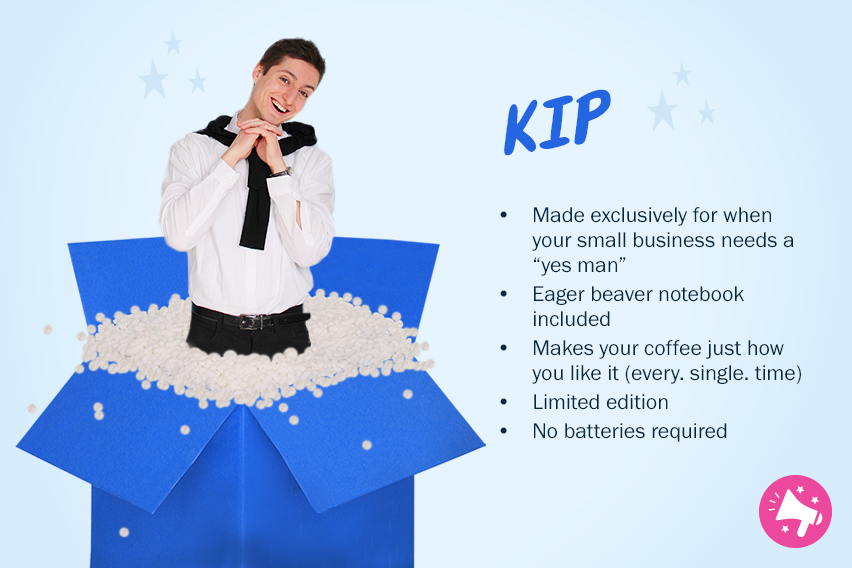 KIP
• Made exclusively for when
your small business needs a
“yes man”
• Eager beaver notebook
included
• Makes your coffee just how
you like it (every. single. time)
• Limited edition
• No batteries required